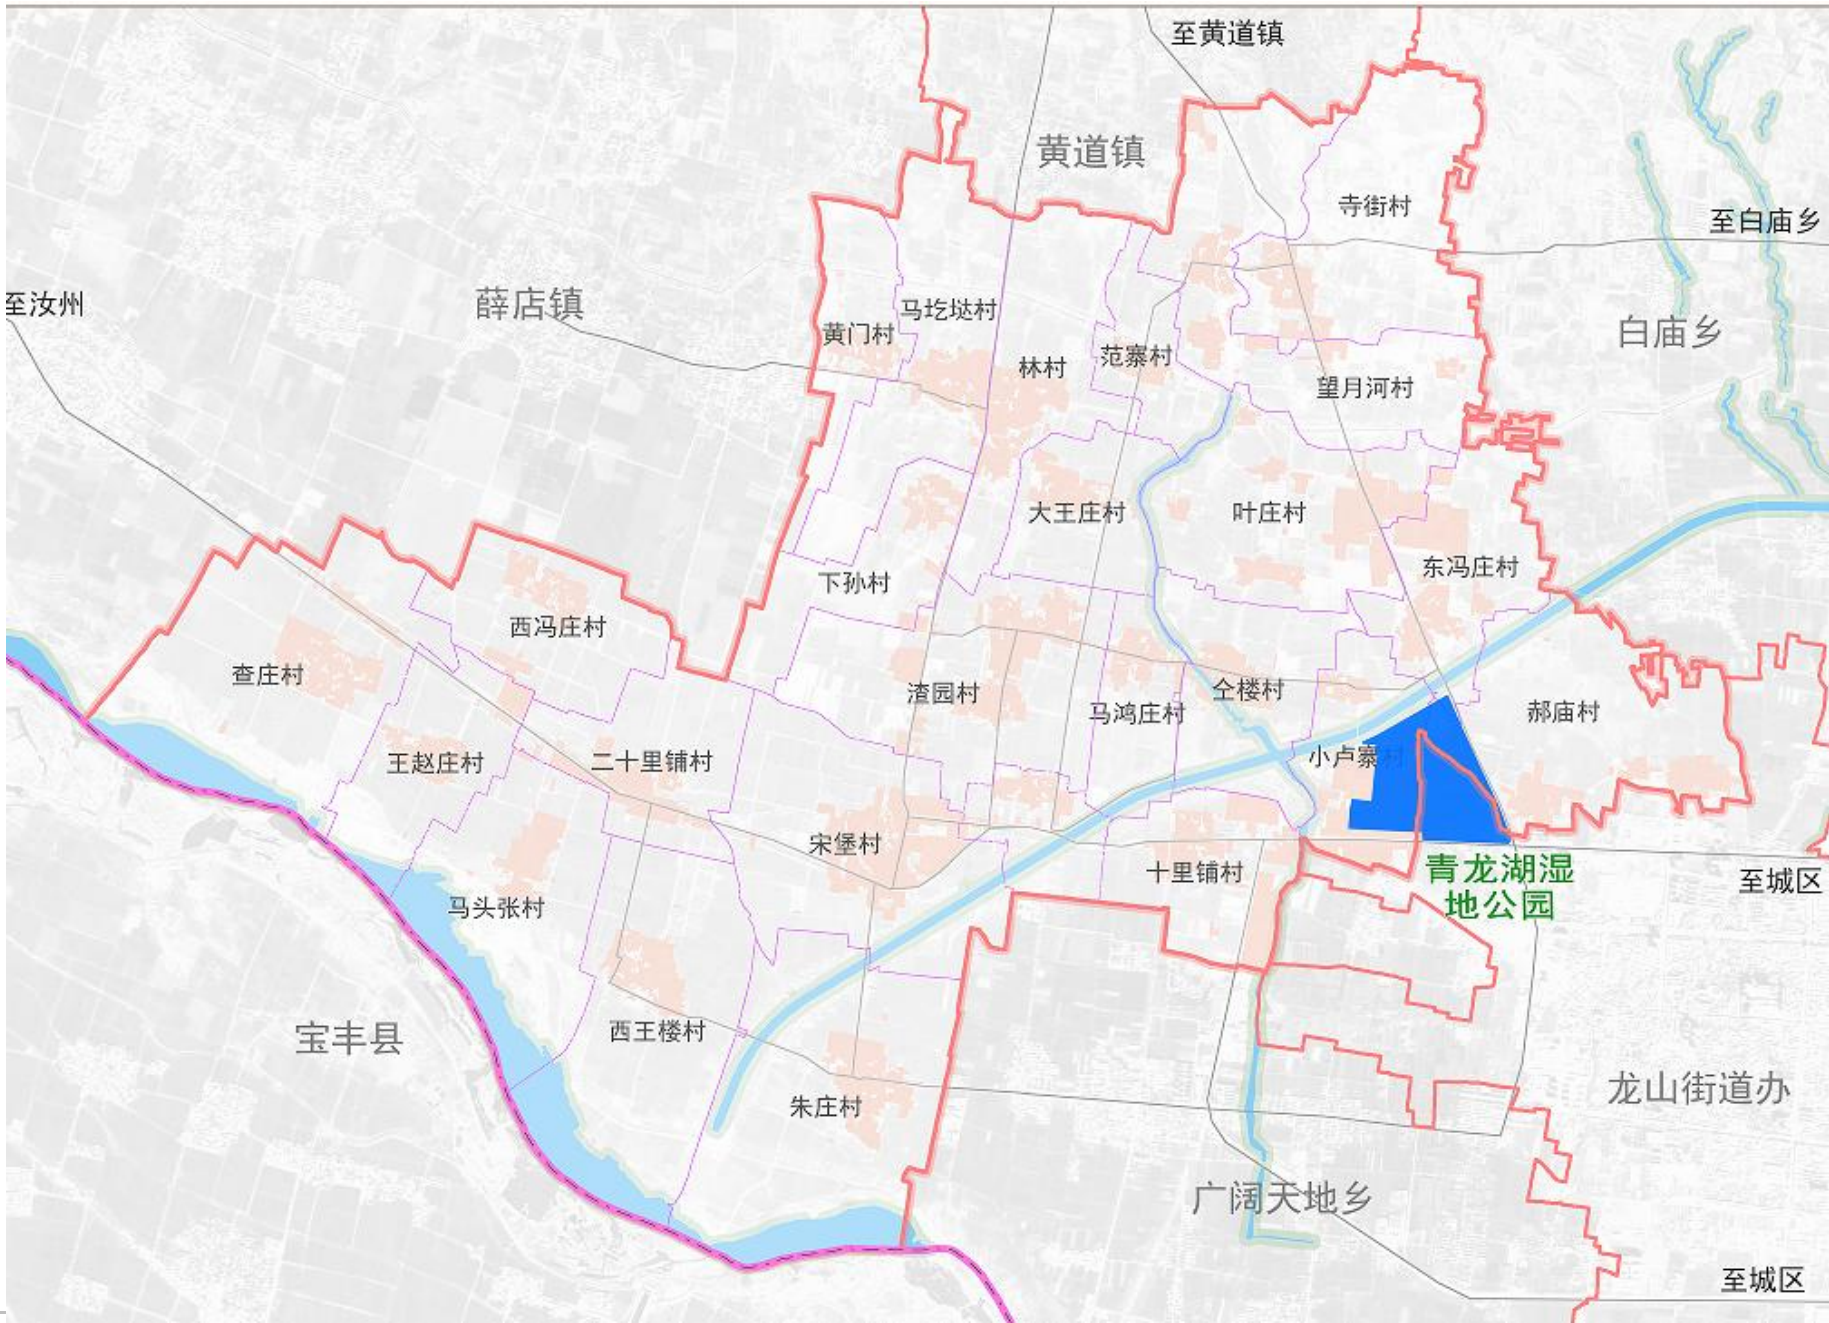 至黄道镇
黄道镇
寺街村
至白庙乡
至汝州
薛店镇
马圪垯村
黄门村
白庙乡
范寨村
林村
望月河村
大王庄村
叶庄村
东冯庄村
下孙村
西冯庄村
查庄村
渣园村
仝楼村
马鸿庄村
郝庙村
小卢寨村
王赵庄村
二十里铺村
宋堡村
十里铺村
青龙湖湿
地公园
至城区
马头张村
宝丰县
西王楼村
龙山街道办
朱庄村
广阔天地乡
至城区